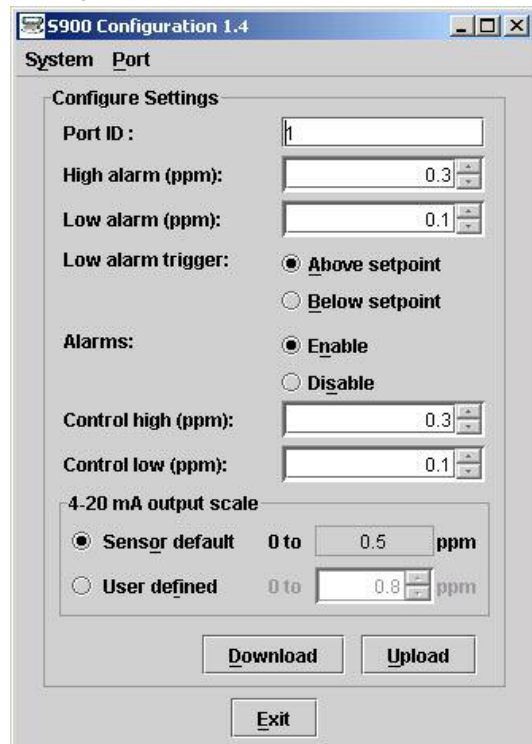 S900 Configuration 1.4
System Port
Configure Settings
Port ID : 1
High alarm (ppm): 0.3
Low alarm (ppm): 0.1
Low alarm trigger: Above setpoint
Below setpoint
Alarms: Enable
Disable
Control high (ppm): 0.3
Control low (ppm): 0.1
4-20 mA output scale
Sensor default 0 to 0.5 ppm
User defined 0 to 0.8 ppm
Download Upload
Exit